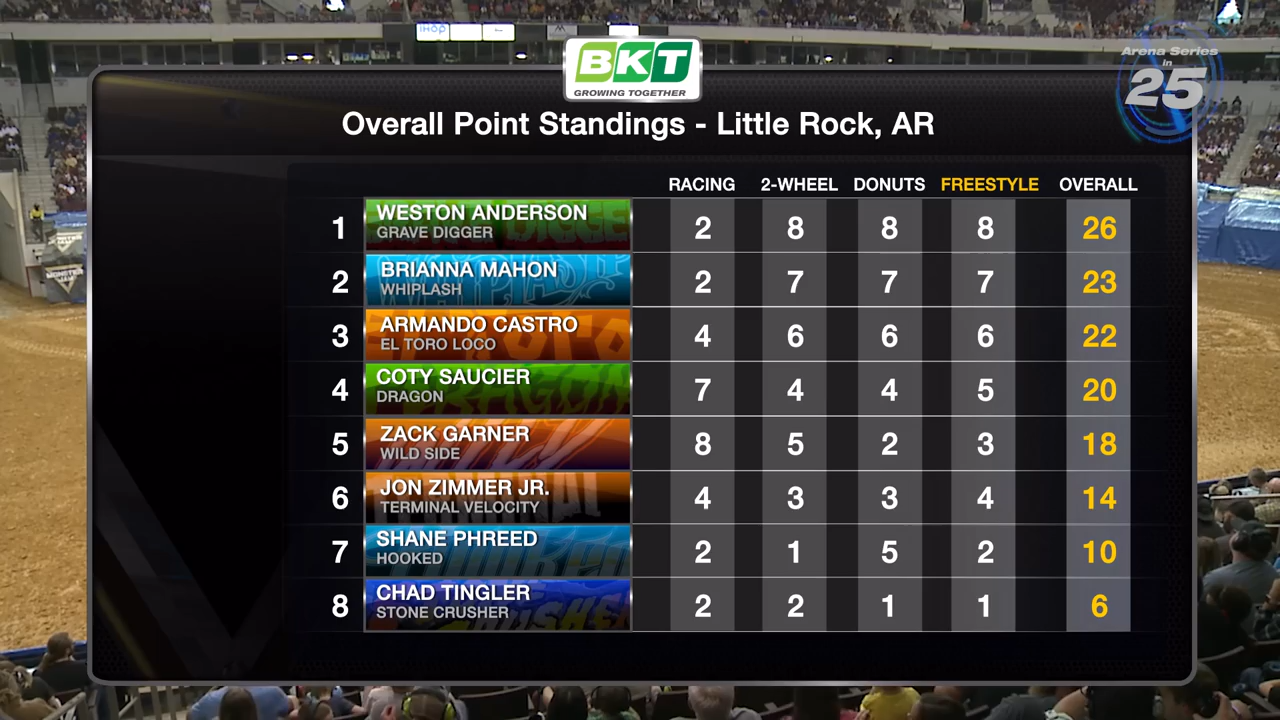 iHOP
BKT
GROWING TOGETHER
Arena Series
in
25
Overall Point Standings - Little Rock, AR
RACING 2-WHEEL DONUTS FREESTYLE OVERALL
1 WESTON ANDERSON 2 8 8 8 26
GRAVE DIGGER
2 BRIANNA MAHON 2 7 7 7 23
WHIPLASH
3 ARMANDO CASTRO 4 6 6 6 22
EL TORO LOCO
4 COTY SAUCIER 7 4 4 5 20
DRAGON
5 ZACK GARNER 8 5 2 3 18
WILD SIDE
6 JON ZIMMER JR. 4 3 3 4 14
TERMINAL VELOCITY
7 SHANE PHREED 2 1 5 2 10
HOOKED
8 CHAD TINGLER 2 2 1 1 6
STONE CRUSHER
MONSTER